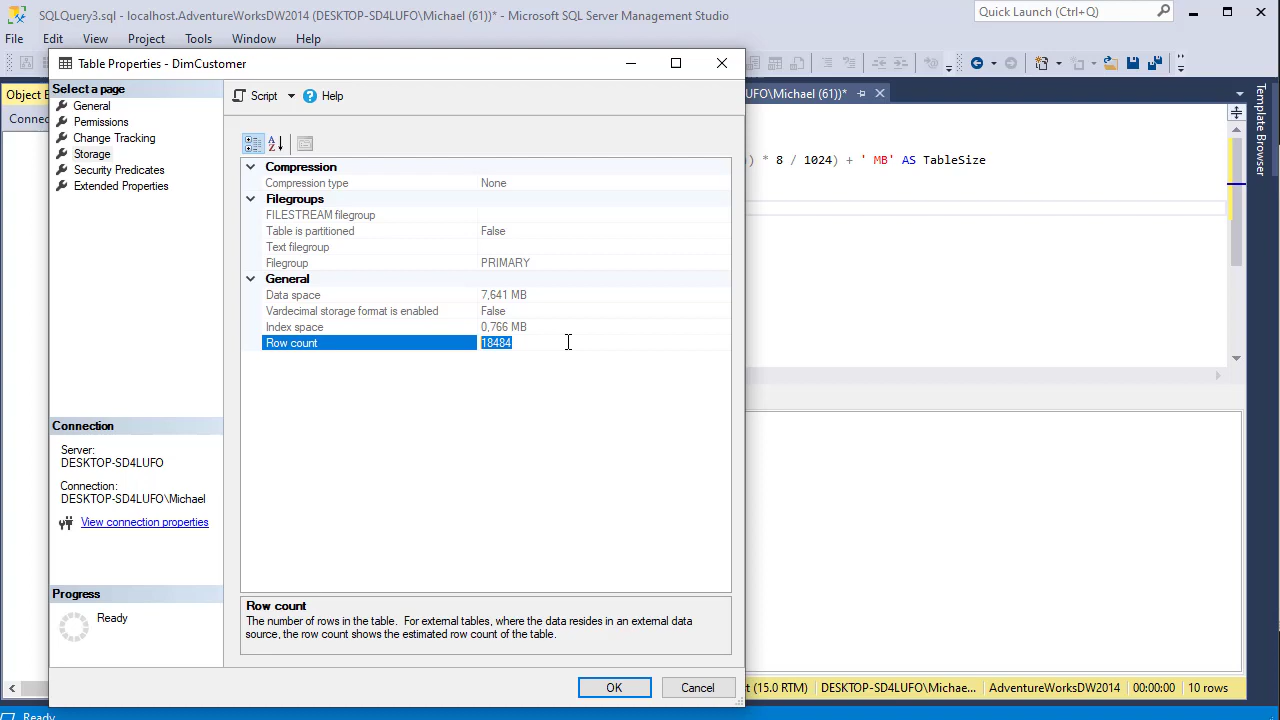 SQLQuery3.sql - localhost.AdventureWorksDW2014 (DESKTOP-SD4LUFO\Michael (61))* - Microsoft SQL Server Management Studio
Quick Launch (Ctrl+Q)
File Edit View Project Tools Window Help
Table Properties - DimCustomer
Select a page
General
Permissions
Change Tracking
Storage
Security Predicates
Extended Properties
Script Help
Compression
Compression type None
Filegroups
FILESTREAM filegroup
Table is partitioned False
Text filegroup
Filegroup PRIMARY
General
Data space 7,641 MB
Vardecimal storage format is enabled False
Index space 0,766 MB
Row count 18484
Connection
Server:
DESKTOP-SD4LUFO
Connection:
DESKTOP-SD4LUFO\Michael
View connection properties
Progress
Ready
Row count
The number of rows in the table. For external tables, where the data resides in an external data
source, the row count shows the estimated row count of the table.
OK Cancel
Object E
Connec
UFO\Michael (61))*
) * 8 / 1024) + ' MB' AS TableSize
Template Browser
t (15.0 RTM) DESKTOP-SD4LUFO\Michae... AdventureWorksDW2014 00:00:00 10 rows
Ready